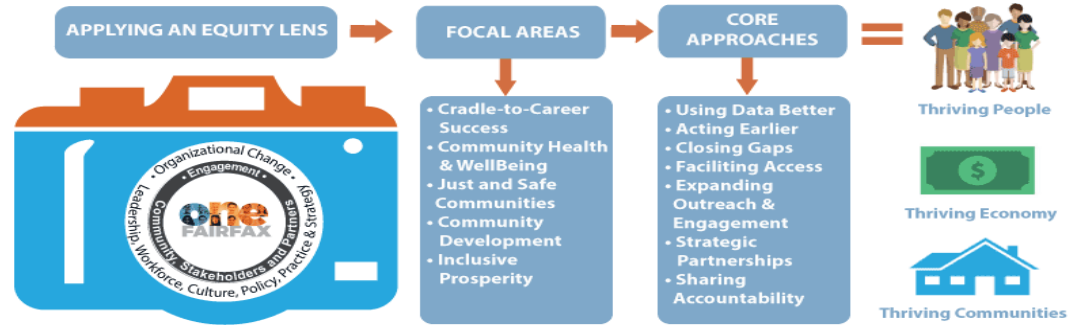 APPLYING AN EQUITY LENS
FOCAL AREAS
CORE
APPROACHES
• Organizational Change •
Leadership, Workforce, Culture, Policy, Practice & Strategy
• Engagement •
Community, Stakeholders and Partners
one
FAIRFAX
• Cradle-to-Career
Success
• Community Health
& WellBeing
• Just and Safe
Communities
• Community
Development
• Inclusive
Prosperity
• Using Data Better
• Acting Earlier
• Closing Gaps
• Faciliting Access
• Expanding
Outreach &
Engagement
• Strategic
Partnerships
• Sharing
Accountability
=
Thriving People
$
Thriving Economy
Thriving Communities